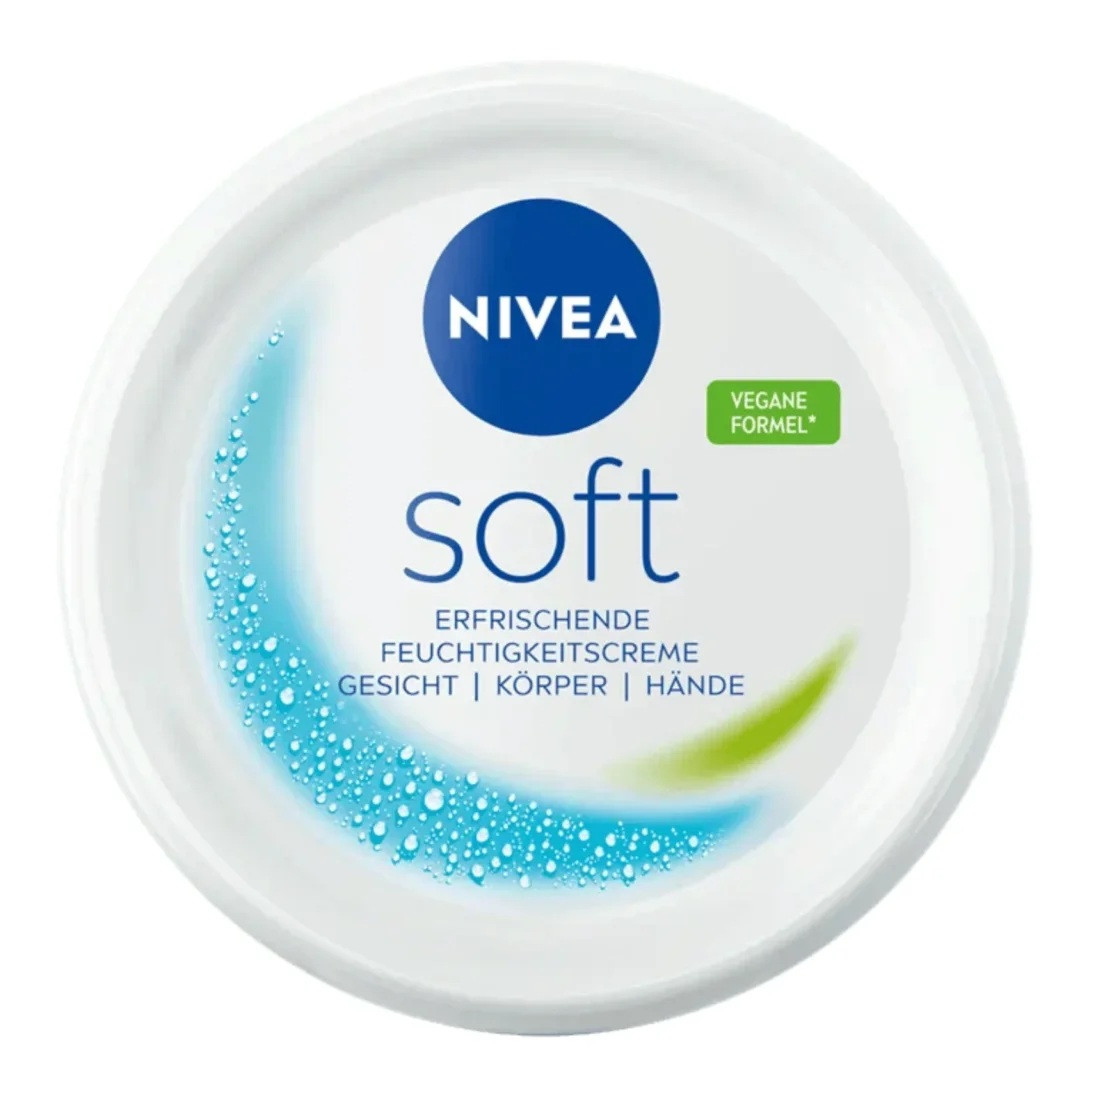 NIVEA
VEGANE
FORMEL*
soft
ERFRISCHENDE
FEUCHTIGKEITSCREME
GESICHT | KÖRPER | HÄNDE